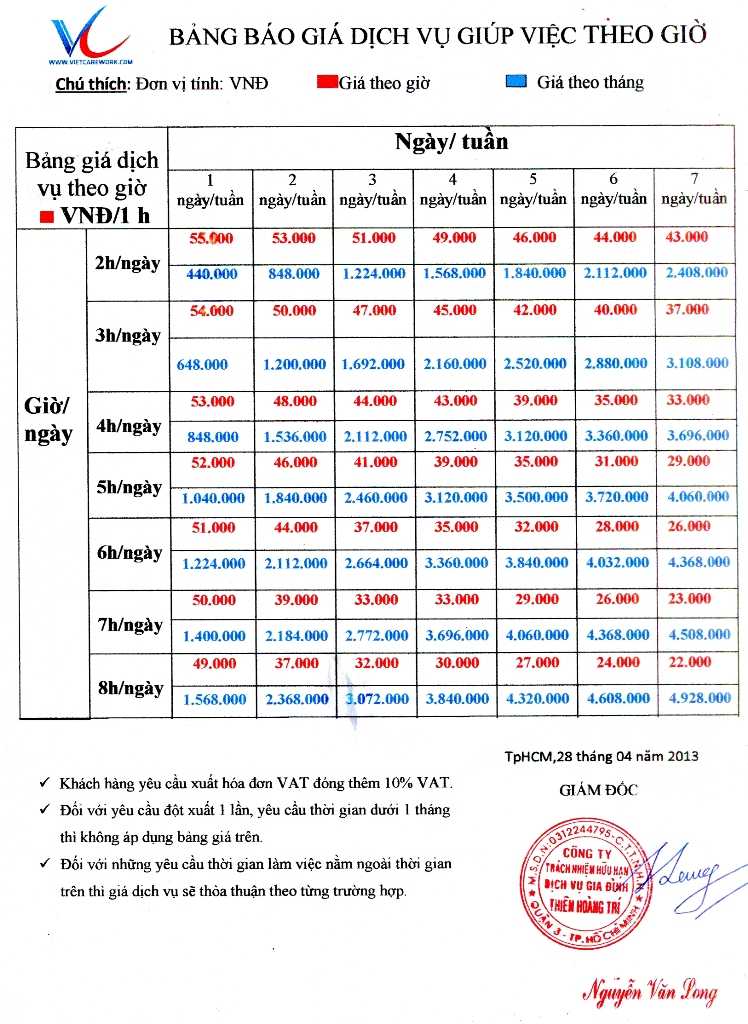 VC
WWW.VIETCAREWORK.COM
BẢNG BÁO GIÁ DỊCH VỤ GIÚP VIỆC THEO GIỜ
Chú thích: Đơn vị tính: VNĐ Giá theo giờ Giá theo tháng
Bảng giá dịch vụ theo giờ VNĐ/1 h
Ngày/ tuần
1 ngày/tuần 2 ngày/tuần 3 ngày/tuần 4 ngày/tuần 5 ngày/tuần 6 ngày/tuần 7 ngày/tuần
Giờ/ ngày
2h/ngày
55.000 53.000 51.000 49.000 46.000 44.000 43.000
440.000 848.000 1.224.000 1.568.000 1.840.000 2.112.000 2.408.000
3h/ngày
54.000 50.000 47.000 45.000 42.000 40.000 37.000
648.000 1.200.000 1.692.000 2.160.000 2.520.000 2.880.000 3.108.000
4h/ngày
53.000 48.000 44.000 43.000 39.000 35.000 33.000
848.000 1.536.000 2.112.000 2.752.000 3.120.000 3.360.000 3.696.000
5h/ngày
52.000 46.000 41.000 39.000 35.000 31.000 29.000
1.040.000 1.840.000 2.460.000 3.120.000 3.500.000 3.720.000 4.060.000
6h/ngày
51.000 44.000 37.000 35.000 32.000 28.000 26.000
1.224.000 2.112.000 2.664.000 3.360.000 3.840.000 4.032.000 4.368.000
7h/ngày
50.000 39.000 33.000 33.000 29.000 26.000 23.000
1.400.000 2.184.000 2.772.000 3.696.000 4.060.000 4.368.000 4.508.000
8h/ngày
49.000 37.000 32.000 30.000 27.000 24.000 22.000
1.568.000 2.368.000 3.072.000 3.840.000 4.320.000 4.608.000 4.928.000
✓ Khách hàng yêu cầu xuất hóa đơn VAT đóng thêm 10% VAT.
✓ Đối với yêu cầu đột xuất 1 lần, yêu cầu thời gian dưới 1 tháng
thì không áp dụng bảng giá trên.
✓ Đối với những yêu cầu thời gian làm việc nằm ngoài thời gian
trên thì giá dịch vụ sẽ thỏa thuận theo từng trường hợp.
TpHCM,28 tháng 04 năm 2013
GIÁM ĐỐC
M.S.D.N:0312244795-C.T.T.N.H.H
CÔNG TY
TRÁCH NHIỆM HỮU HẠN
DỊCH VỤ GIA ĐÌNH
THIÊN HOÀNG TRÍ
QUẬN 3 - TP.HỒ CHÍ MINH
Nguyễn Văn Long